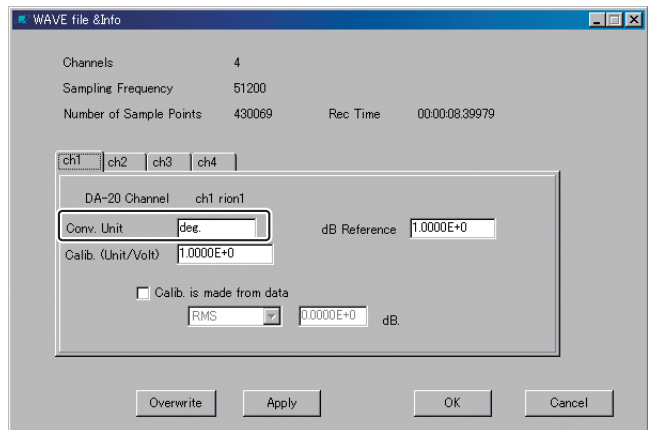 WAVE file &Info
Channels 4
Sampling Frequency 51200
Number of Sample Points 430069 Rec Time 00:00:08.39979
ch1 ch2 ch3 ch4
DA-20 Channel ch1 rion1
Conv. Unit deg. dB Reference 1.0000E+0
Calib. (Unit/Volt) 1.0000E+0
Calib. is made from data
RMS 0.0000E+0 dB.
Overwrite Apply OK Cancel